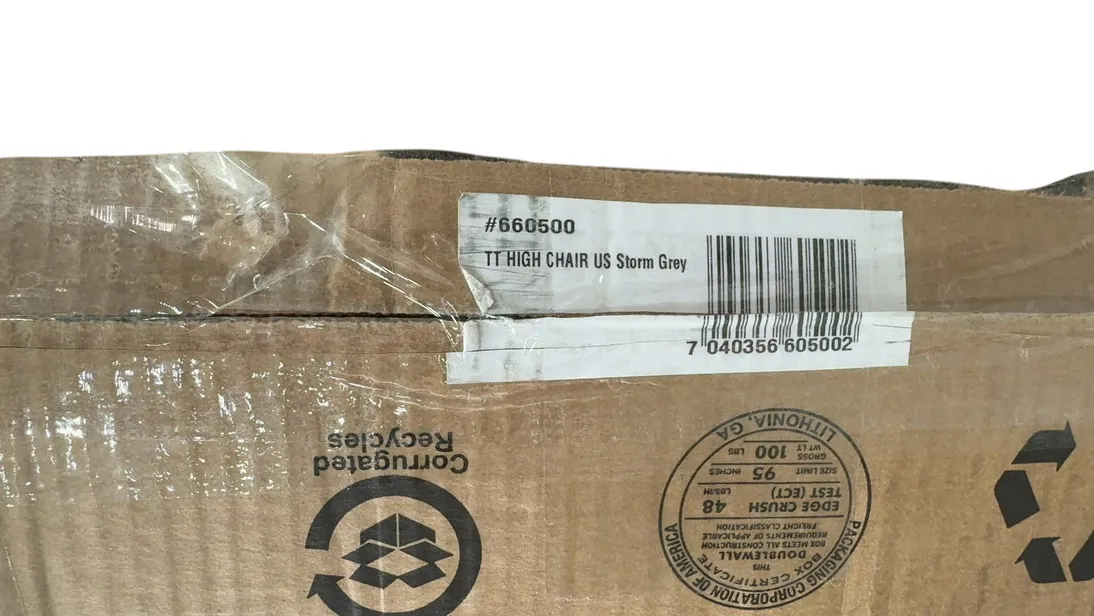 #660500
TT HIGH CHAIR US Storm Grey
7 040356 605002
Corrugated
Recycles
PACKAGING CORPORATION OF AMERICA
BOX CERTIFICATE
THIS
DOUBLEWALL
BOX MEETS ALL CONSTRUCTION
REQUIREMENTS OF APPLICABLE
FREIGHT CLASSIFICATION
EDGE CRUSH
TEST (ECT) 48 LBS/IN
SIZE LIMIT 95 INCHES
GROSS
WT LT 100 LBS
LITHONIA, GA